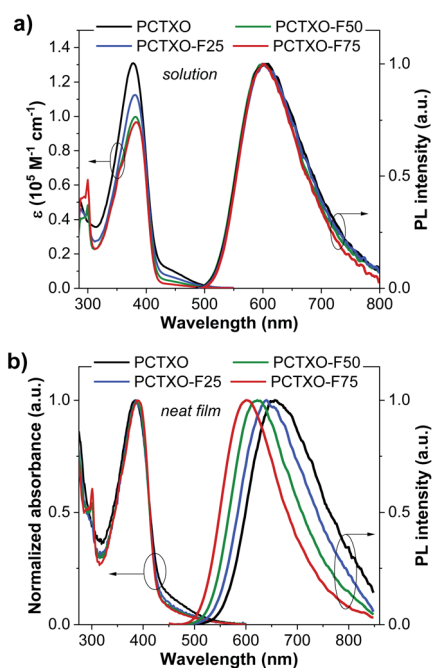 a)
PCTXO
PCTXO-F50
PCTXO-F25
PCTXO-F75
solution
ε (10⁵ M⁻¹ cm⁻¹)
1.4
1.2
1.0
0.8
0.6
0.4
0.2
0.0
PL intensity (a.u.)
1.0
0.5
0.0
300 400 500 600 700 800
Wavelength (nm)
b)
PCTXO
PCTXO-F50
PCTXO-F25
PCTXO-F75
neat film
Normalized absorbance (a.u.)
1.0
0.5
0.0
PL intensity (a.u.)
1.0
0.5
0.0
300 400 500 600 700 800
Wavelength (nm)